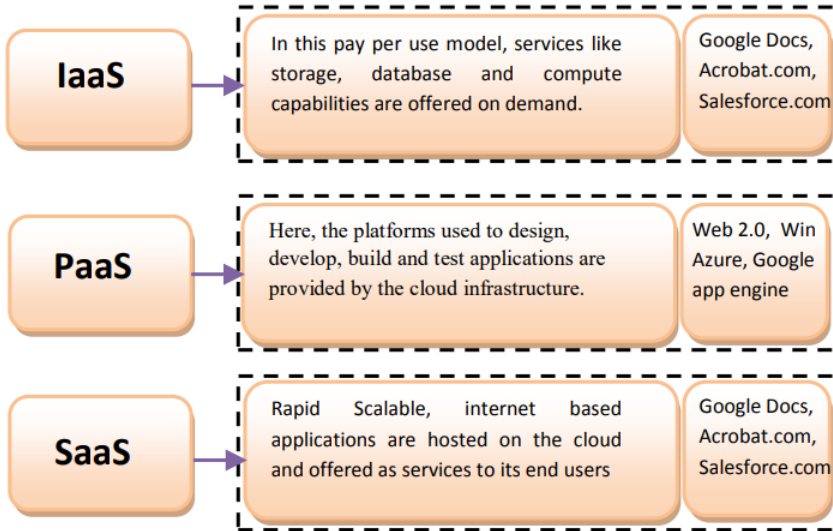 IaaS
In this pay per use model, services like
storage, database and compute
capabilities are offered on demand.
Google Docs,
Acrobat.com,
Salesforce.com
PaaS
Here, the platforms used to design,
develop, build and test applications are
provided by the cloud infrastructure.
Web 2.0, Win
Azure, Google
app engine
SaaS
Rapid Scalable, internet based
applications are hosted on the cloud
and offered as services to its end users
Google Docs,
Acrobat.com,
Salesforce.com